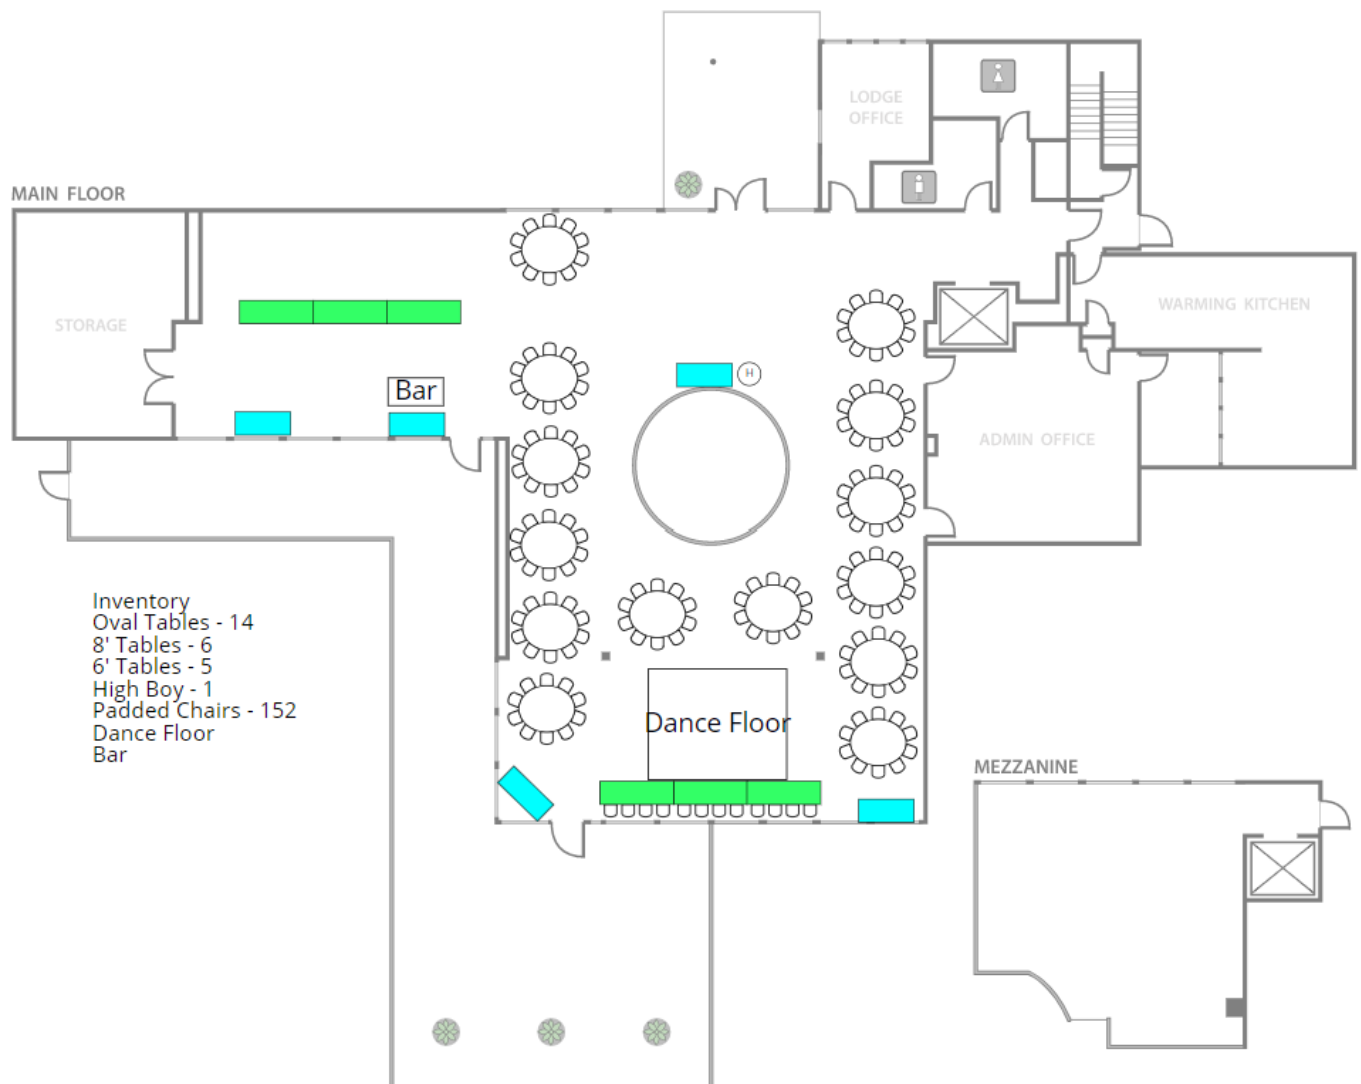 MAIN FLOOR
LODGE
OFFICE
STORAGE
WARMING KITCHEN
H
Bar
ADMIN OFFICE
Inventory
Oval Tables - 14
8' Tables - 6
6' Tables - 5
High Boy - 1
Padded Chairs - 152
Dance Floor
Bar
Dance Floor
MEZZANINE